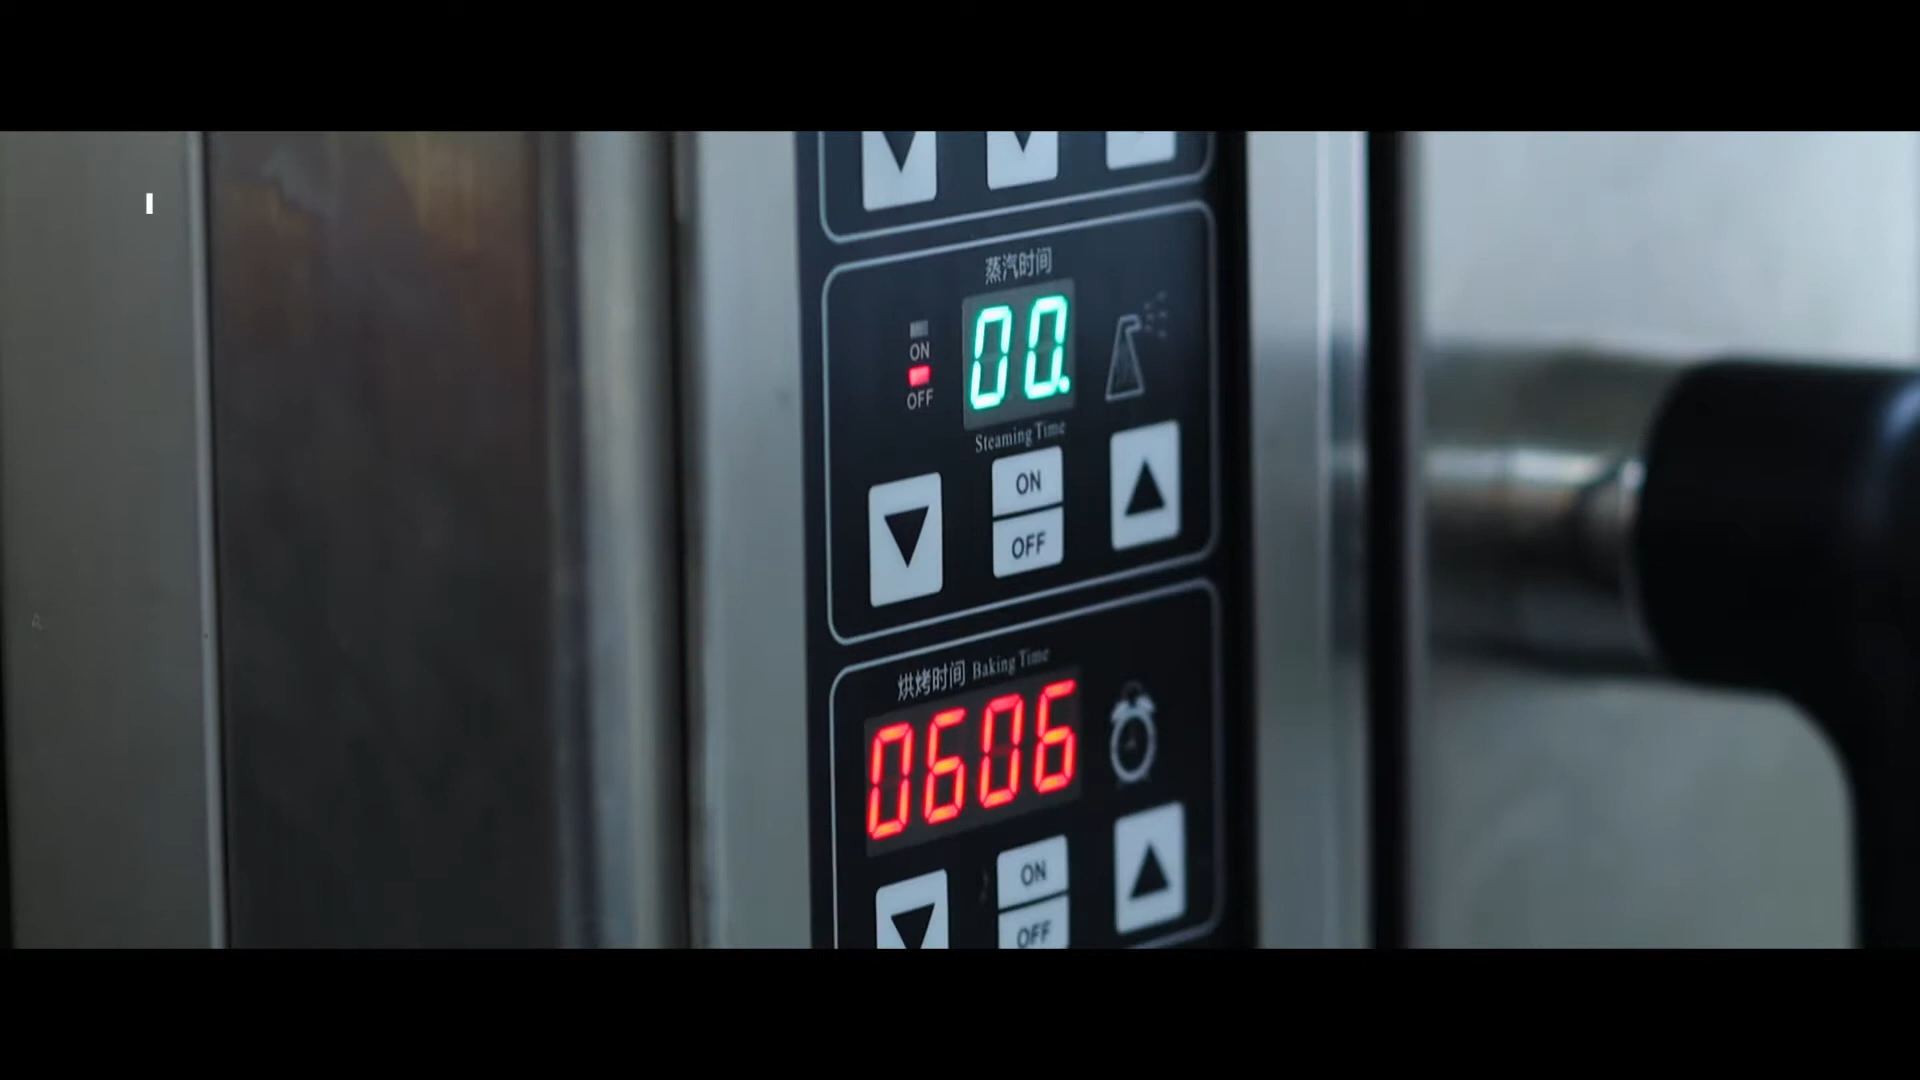 蒸汽时间
00.
ON
OFF
Steaming Time
ON
OFF
烘烤时间 Baking Time
0606
ON
OFF